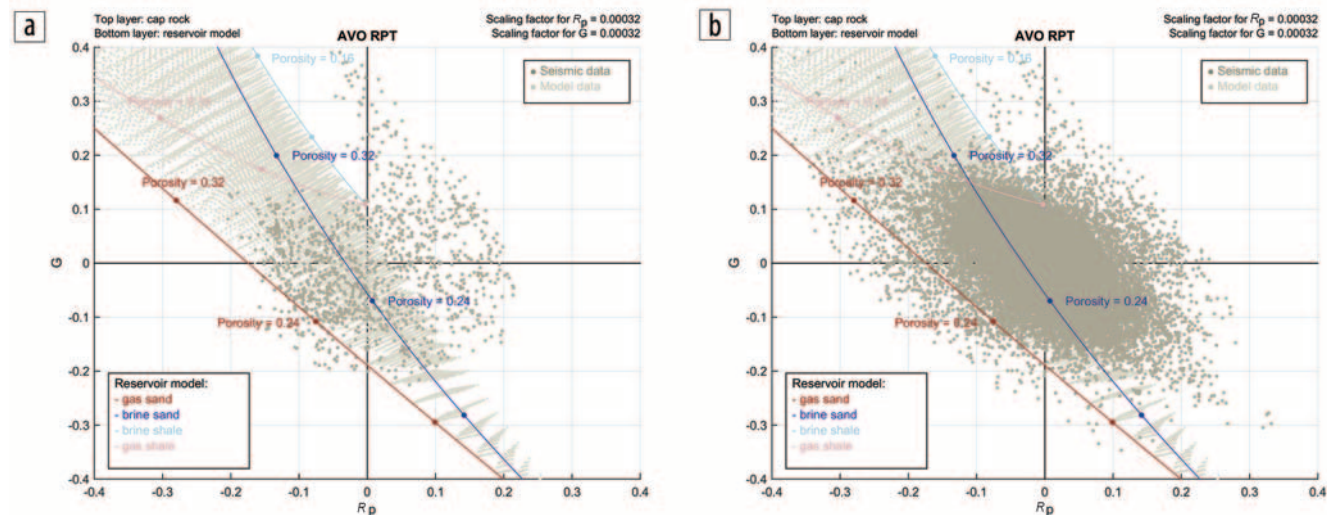 a
Top layer: cap rock
Bottom layer: reservoir model
Scaling factor for Rp = 0.00032
Scaling factor for G = 0.00032
AVO RPT
0.4
Porosity = 0.16
Seismic data
Model data
0.3
0.2
Porosity = 0.32
Porosity = 0.32
0.1
G
0
Porosity = 0.24
-0.1
Porosity = 0.24
-0.2
Reservoir model:
- gas sand
- brine sand
- brine shale
- gas shale
-0.3
-0.4
-0.4 -0.3 -0.2 -0.1 0 0.1 0.2 0.3 0.4
Rp
b
Top layer: cap rock
Bottom layer: reservoir model
Scaling factor for Rp = 0.00032
Scaling factor for G = 0.00032
AVO RPT
0.4
Porosity = 0.16
Seismic data
Model data
0.3
0.2
Porosity = 0.32
Porosity = 0.32
0.1
G
0
Porosity = 0.24
-0.1
Porosity = 0.24
-0.2
Reservoir model:
- gas sand
- brine sand
- brine shale
- gas shale
-0.3
-0.4
-0.4 -0.3 -0.2 -0.1 0 0.1 0.2 0.3 0.4
Rp